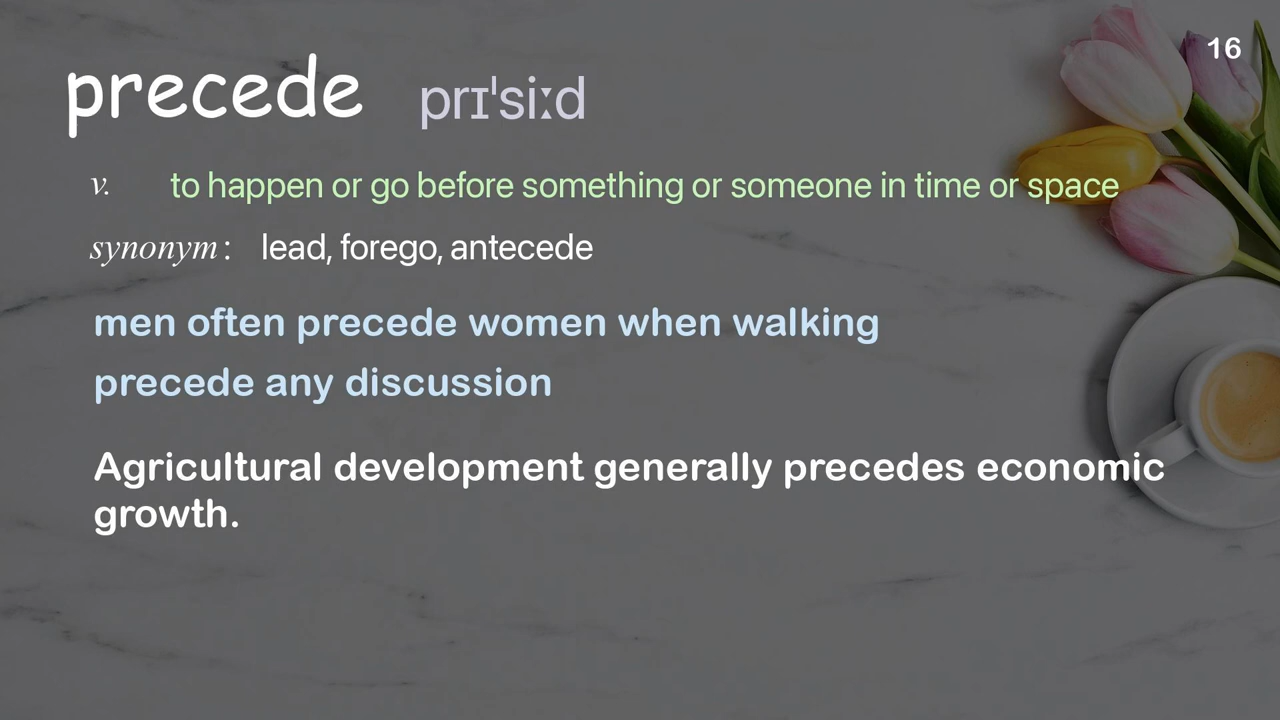 16
precede prɪˈsiːd
v. to happen or go before something or someone in time or space
synonym : lead, forego, antecede
men often precede women when walking
precede any discussion
Agricultural development generally precedes economic
growth.